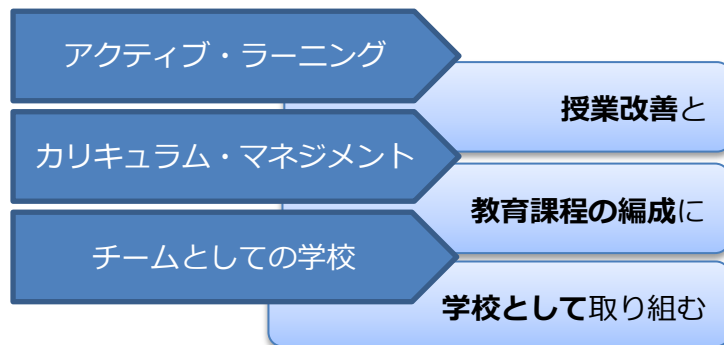 アクティブ・ラーニング
授業改善と
カリキュラム・マネジメント
教育課程の編成に
チームとしての学校
学校として取り組む